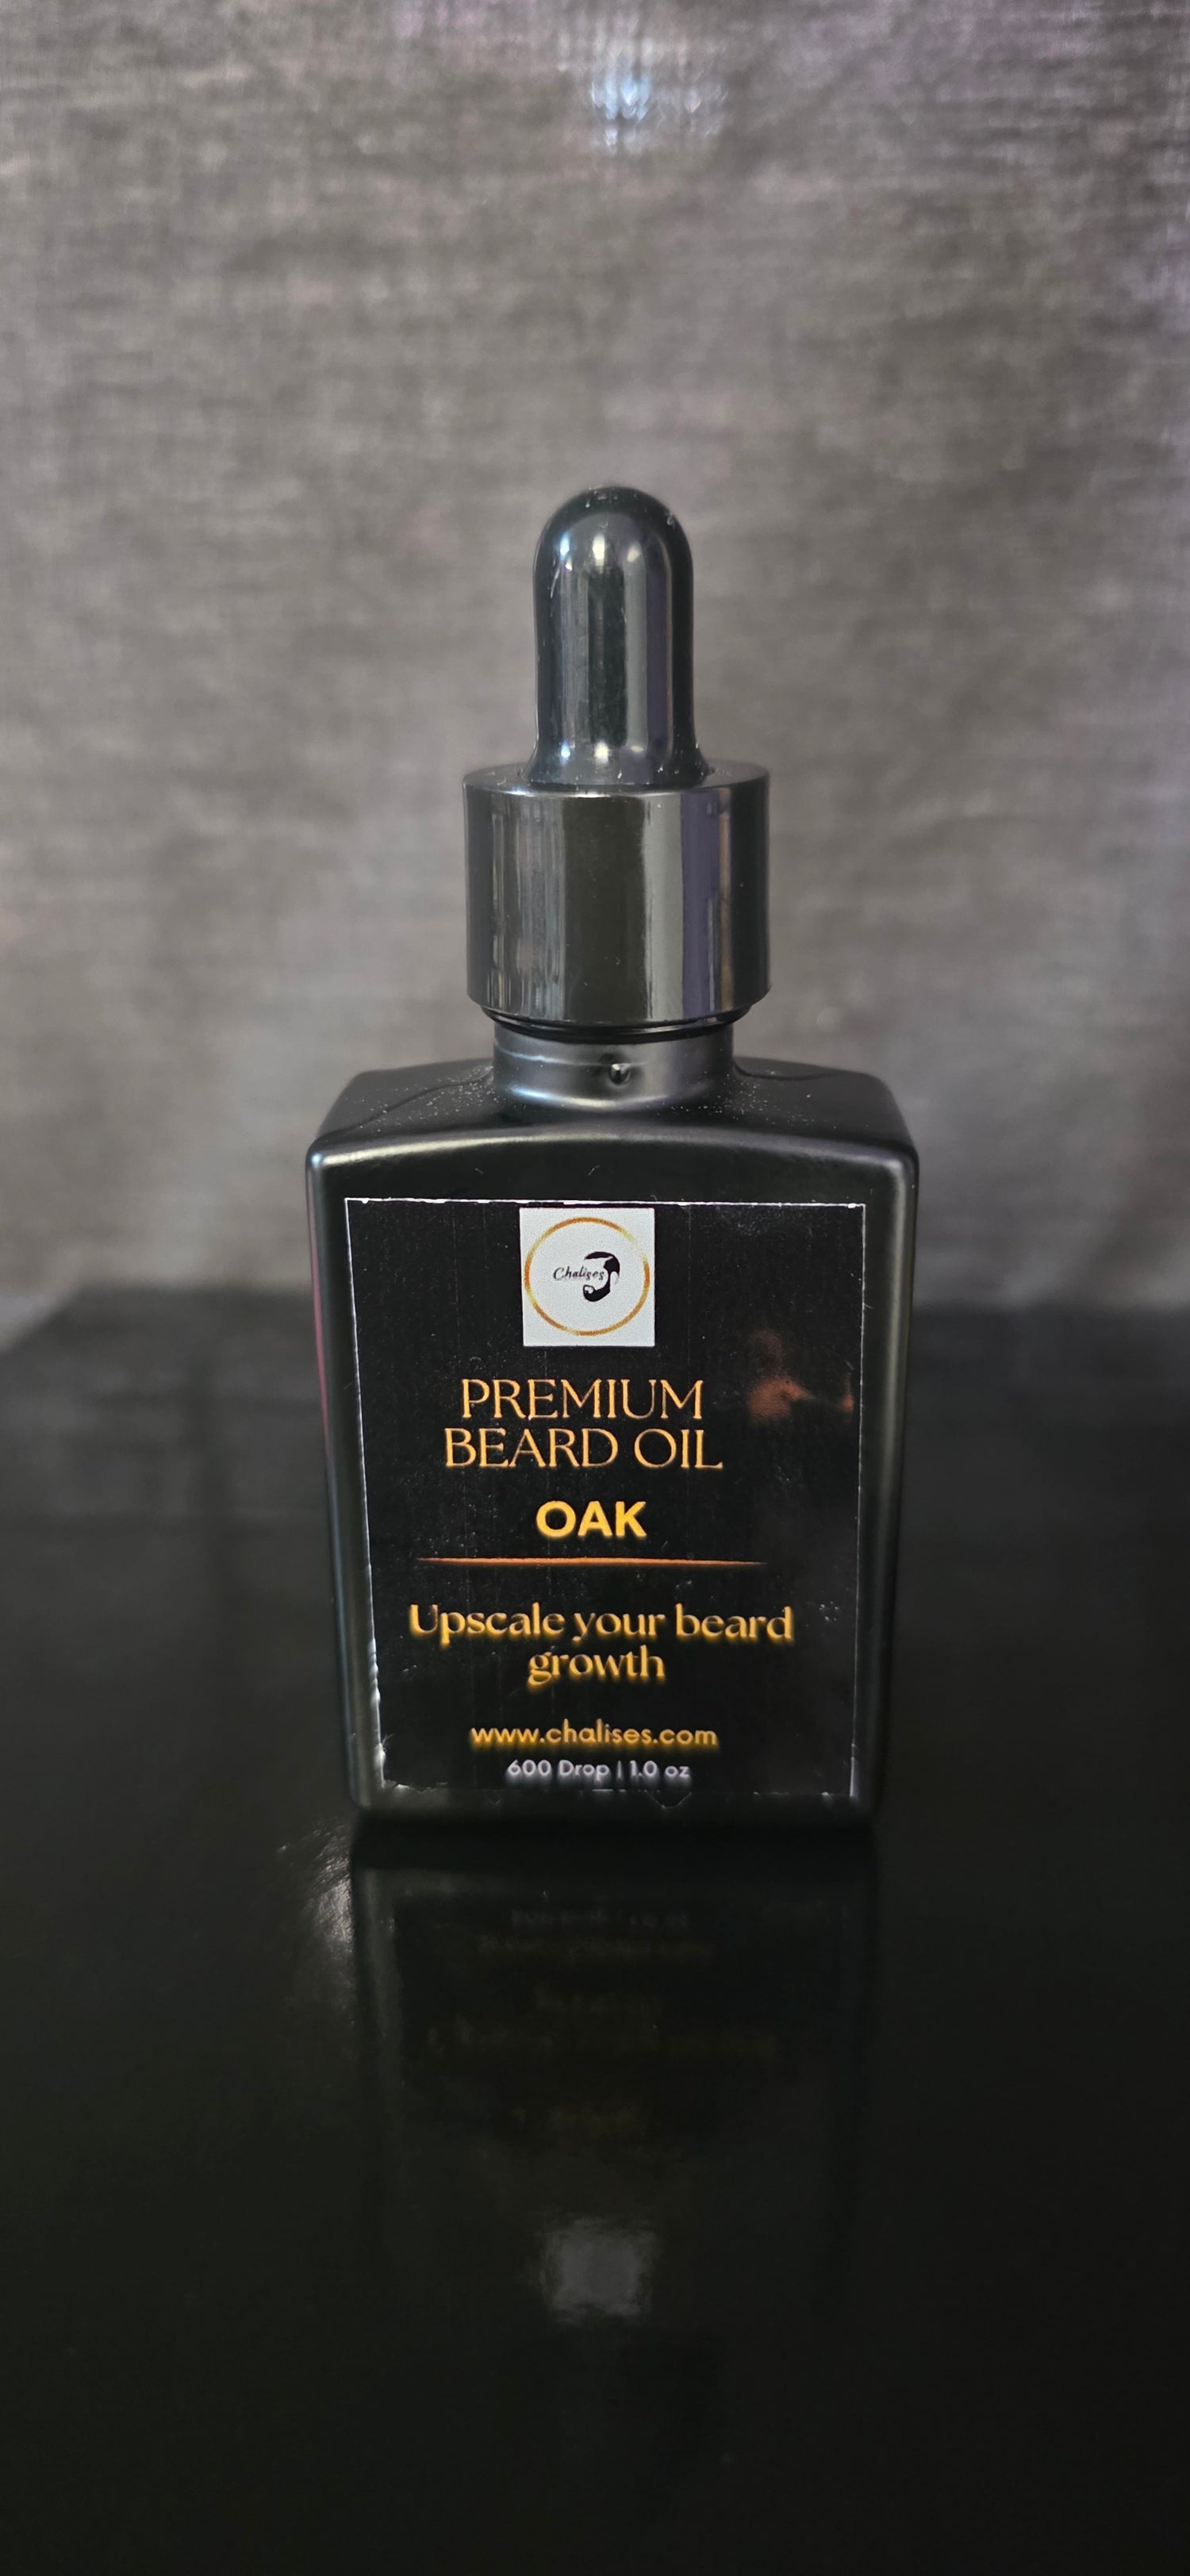 Chalises
PREMIUM
BEARD OIL
OAK
Upscale your beard
growth
www.chalises.com
600 Drop | 1.0 oz